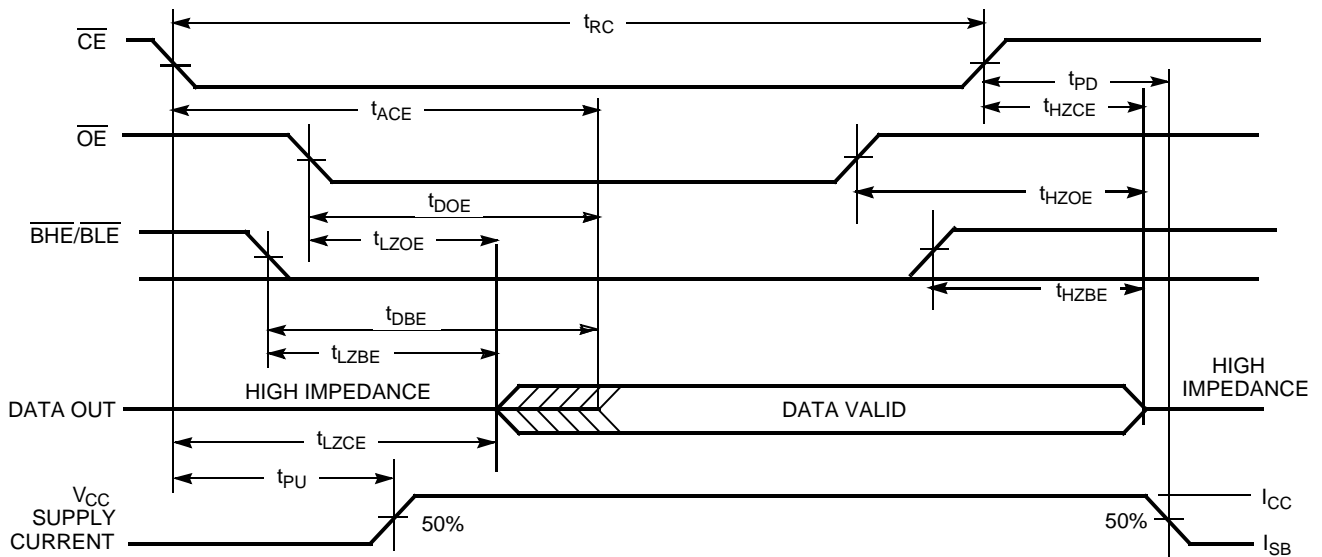 tRC
CE
tPD
tACE
tHZCE
OE
tDOE
tHZOE
BHE/BLE
tLZOE
tHZBE
tDBE
tLZBE
HIGH IMPEDANCE
HIGH
IMPEDANCE
DATA OUT
DATA VALID
tLZCE
tPU
VCC
SUPPLY
CURRENT
50%
50%
ICC
ISB